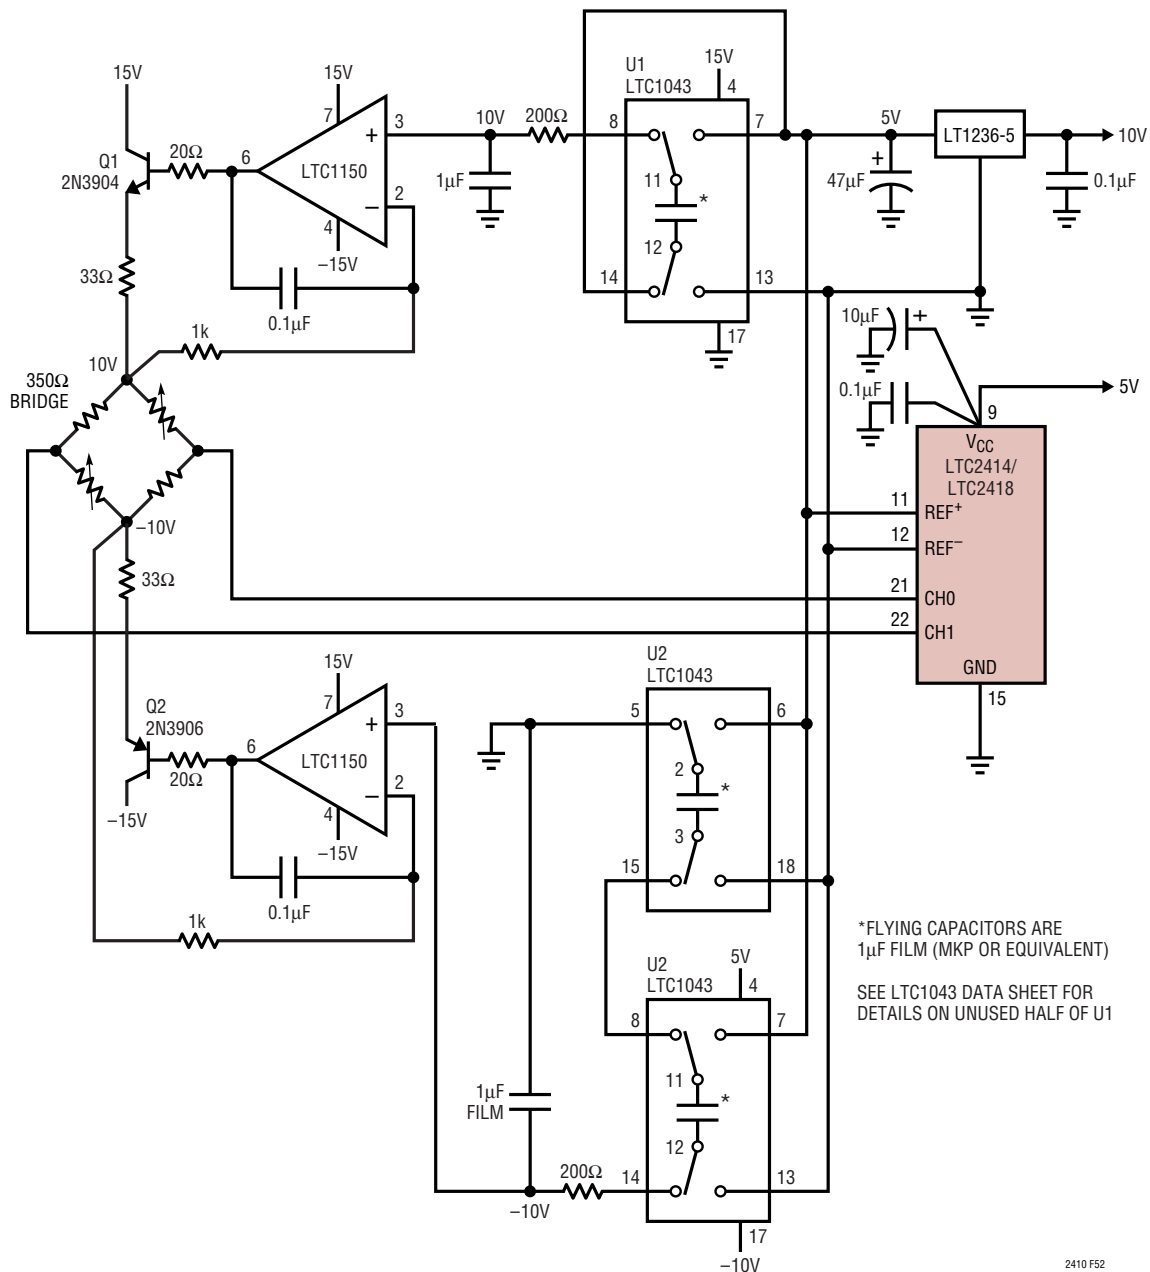 U1
LTC1043
15V
4
8
7
11
*
12
14
13
17
15V
Q1
2N3904
20Ω
6
15V
7
+
3
LTC1150
2
−
4
−15V
0.1µF
33Ω
1k
10V
1µF
200Ω
5V
+
47µF
LT1236-5
10V
0.1µF
10V
350Ω
BRIDGE
−10V
33Ω
10µF
+
0.1µF
5V
9
VCC
LTC2414/
LTC2418
11
REF+
12
REF−
21
CH0
22
CH1
GND
15
Q2
2N3906
20Ω
−15V
6
15V
7
+
3
LTC1150
2
−
4
−15V
0.1µF
1k
U2
LTC1043
5
6
2
*
3
15
18
U2
LTC1043
5V
4
8
7
11
*
12
14
13
17
−10V
1µF
FILM
200Ω
−10V
*FLYING CAPACITORS ARE
1µF FILM (MKP OR EQUIVALENT)
SEE LTC1043 DATA SHEET FOR
DETAILS ON UNUSED HALF OF U1
2410 F52